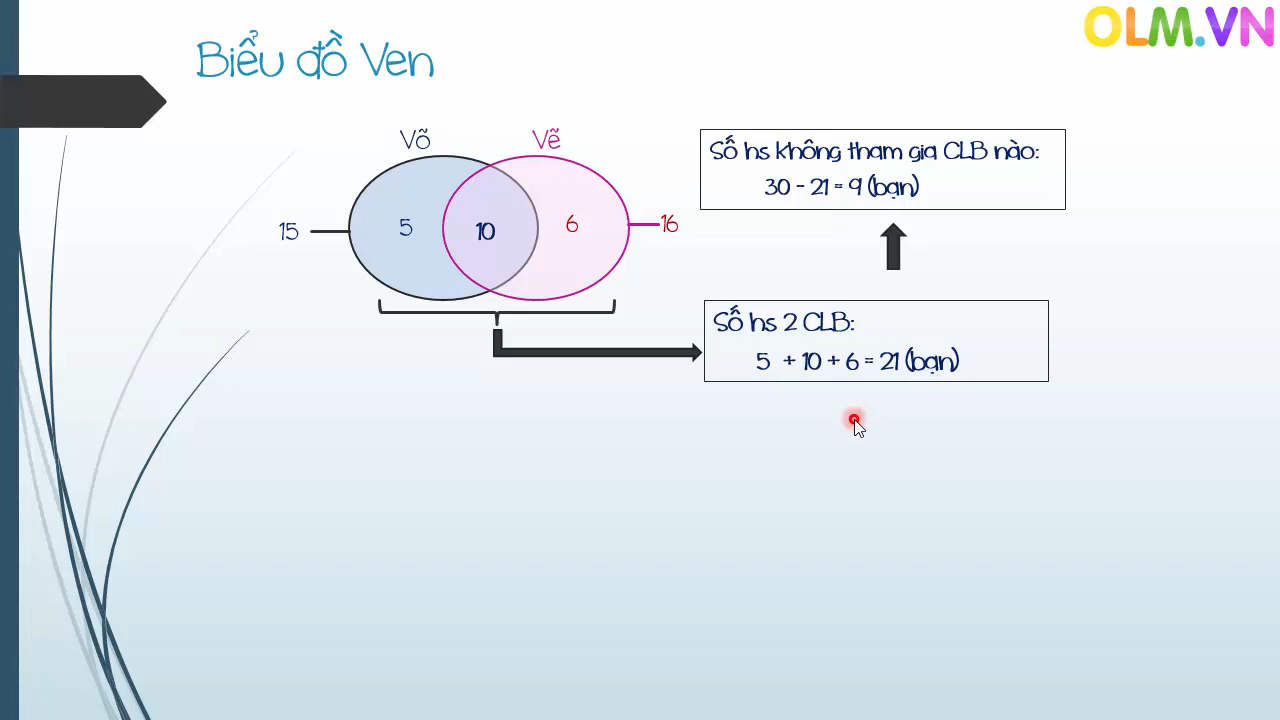 OLM.VN
Biểu đồ Ven
Võ
Vẽ
15
5
10
6
16
Số hs không tham gia CLB nào:
30 - 21 = 9 (bạn)
Số hs 2 CLB:
5 + 10 + 6 = 21 (bạn)